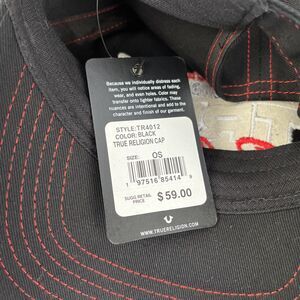 Because we individually distress each
item, you will notice areas of fading,
wear, and even holes. Color may
transfer onto lighter fabrics. These
nuances are intentional and add to the
character and finish of our garment.
STYLE:TR4012
COLOR:BLACK
TRUE RELIGION CAP
SIZE: OS
1 97516 85414 9
SUGG.RETAIL PRICE $59.00
WWW.TRUERELIGION.COM